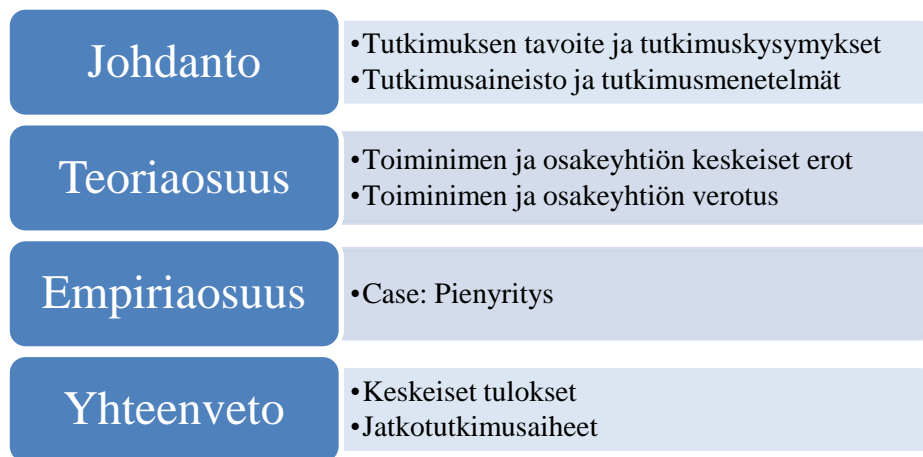 Johdanto
•Tutkimuksen tavoite ja tutkimuskysymykset
•Tutkimusaineisto ja tutkimusmenetelmät
Teoriaosuus
•Toiminimen ja osakeyhtiön keskeiset erot
•Toiminimen ja osakeyhtiön verotus
Empiriaosuus
•Case: Pienyritys
Yhteenveto
•Keskeiset tulokset
•Jatkotutkimusaiheet